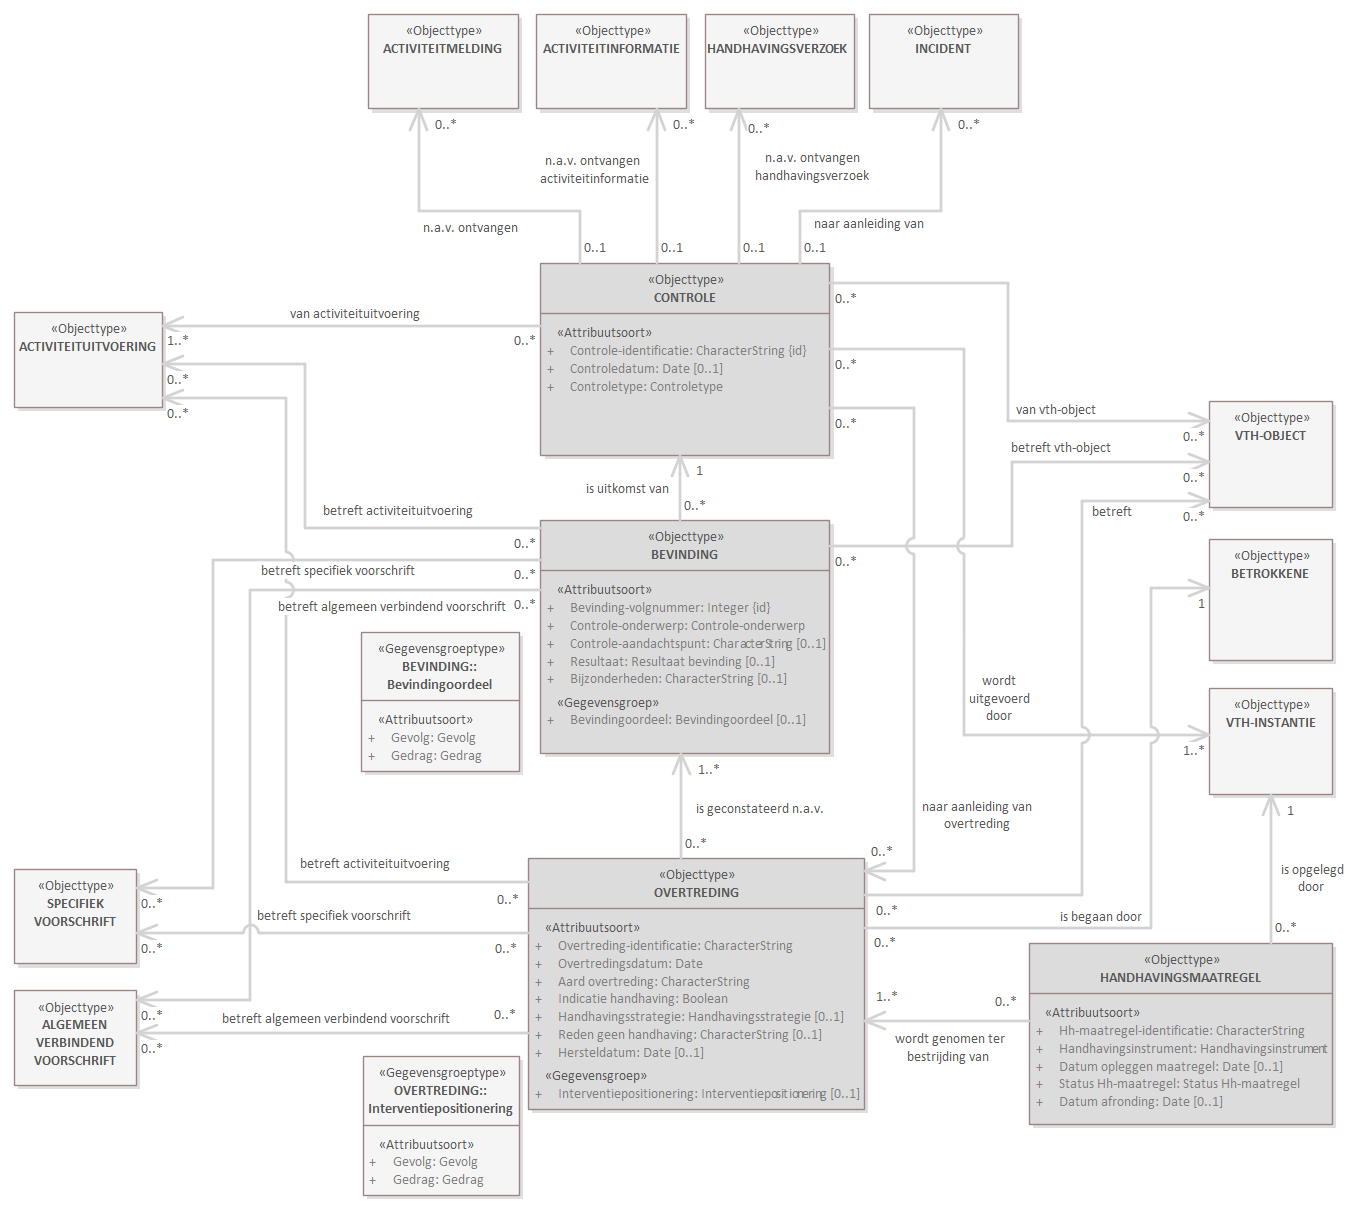 «Objecttype»
ACTIVITEITMELDING
«Objecttype»
ACTIVITEITINFORMATIE
«Objecttype»
HANDHAVINGSVERZOEK
«Objecttype»
INCIDENT
0..*
0..*
0..*
0..*
n.a.v. ontvangen
n.a.v. ontvangen
activiteitinformatie
n.a.v. ontvangen
handhavingsverzoek
naar aanleiding van
0..1
0..1
0..1
0..1
«Objecttype»
CONTROLE
«Attribuutsoort»
+ Controle-identificatie: CharacterString {id}
+ Controledatum: Date [0..1]
+ Controletype: Controletype
«Objecttype»
ACTIVITEITUITVOERING
van activiteituitvoering
1..*
0..*
0..*
0..*
0..*
0..*
0..*
van vth-object
betreft vth-object
betreft
0..*
0..*
0..*
«Objecttype»
VTH-OBJECT
1
is uitkomst van
0..*
betreft activiteituitvoering
0..*
betreft specifiek voorschrift
0..*
betreft algemeen verbindend voorschrift
0..*
0..*
«Objecttype»
BEVINDING
«Attribuutsoort»
+ Bevinding-volgnummer: Integer {id}
+ Controle-onderwerp: Controle-onderwerp
+ Controle-aandachtspunt: CharacterString [0..1]
+ Resultaat: Resultaat bevinding [0..1]
+ Bijzonderheden: CharacterString [0..1]
«Gegevensgroep»
+ Bevindingoordeel: Bevindingoordeel [0..1]
«Gegevensgroeptype»
BEVINDING::
Bevindingoordeel
«Attribuutsoort»
+ Gevolg: Gevolg
+ Gedrag: Gedrag
«Objecttype»
BETROKKENE
1
wordt
uitgevoerd
door
«Objecttype»
VTH-INSTANTIE
1..*
1
1..*
is geconstateerd n.a.v.
0..*
naar aanleiding van
overtreding
0..*
is opgelegd
door
0..*
betreft activiteituitvoering
0..*
betreft specifiek voorschrift
0..*
betreft algemeen verbindend voorschrift
0..*
«Objecttype»
SPECIFIEK
VOORSCHRIFT
0..*
0..*
«Objecttype»
ALGEMEEN
VERBINDEND
VOORSCHRIFT
0..*
0..*
«Objecttype»
OVERTREDING
«Attribuutsoort»
+ Overtreding-identificatie: CharacterString
+ Overtredingsdatum: Date
+ Aard overtreding: CharacterString
+ Indicatie handhaving: Boolean
+ Handhavingsstrategie: Handhavingsstrategie [0..1]
+ Reden geen handhaving: CharacterString [0..1]
+ Hersteldatum: Date [0..1]
«Gegevensgroep»
+ Interventiepositionering: Interventiepositionering [0..1]
0..*
is begaan door
0..*
1..*
0..*
wordt genomen ter
bestrijding van
«Objecttype»
HANDHAVINGSMAATREGEL
«Attribuutsoort»
+ Hh-maatregel-identificatie: CharacterString
+ Handhavingsinstrument: Handhavingsinstrument
+ Datum opleggen maatregel: Date [0..1]
+ Status Hh-maatregel: Status Hh-maatregel
+ Datum afronding: Date [0..1]
«Gegevensgroeptype»
OVERTREDING::
Interventiepositionering
«Attribuutsoort»
+ Gevolg: Gevolg
+ Gedrag: Gedrag